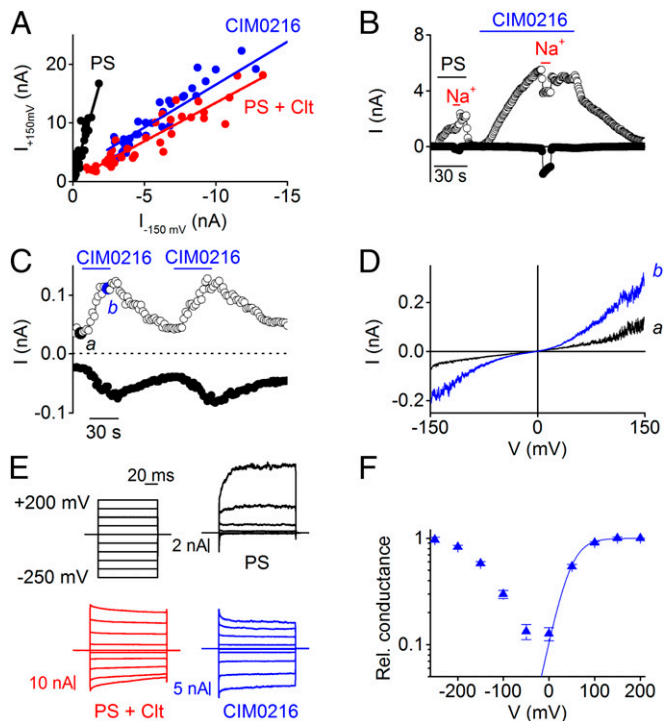 A
PS
CIM0216
PS + Clt
I+150mV (nA)
20
10
0
0 -5 -10 -15
I-150 mV (nA)
B
CIM0216
PS
Na+
Na+
I (nA)
8
4
0
30 s
C
CIM0216 CIM0216
I (nA)
0.1
0.0
-0.1
a
b
30 s
D
b
a
I (nA)
0.2
0.0
-0.2
-150 0 150
V (mV)
E
20 ms
+200 mV
-250 mV
2 nA
PS
10 nA
PS + Clt
5 nA
CIM0216
F
Rel. conductance
1
0.1
-200 -100 0 100 200
V (mV)